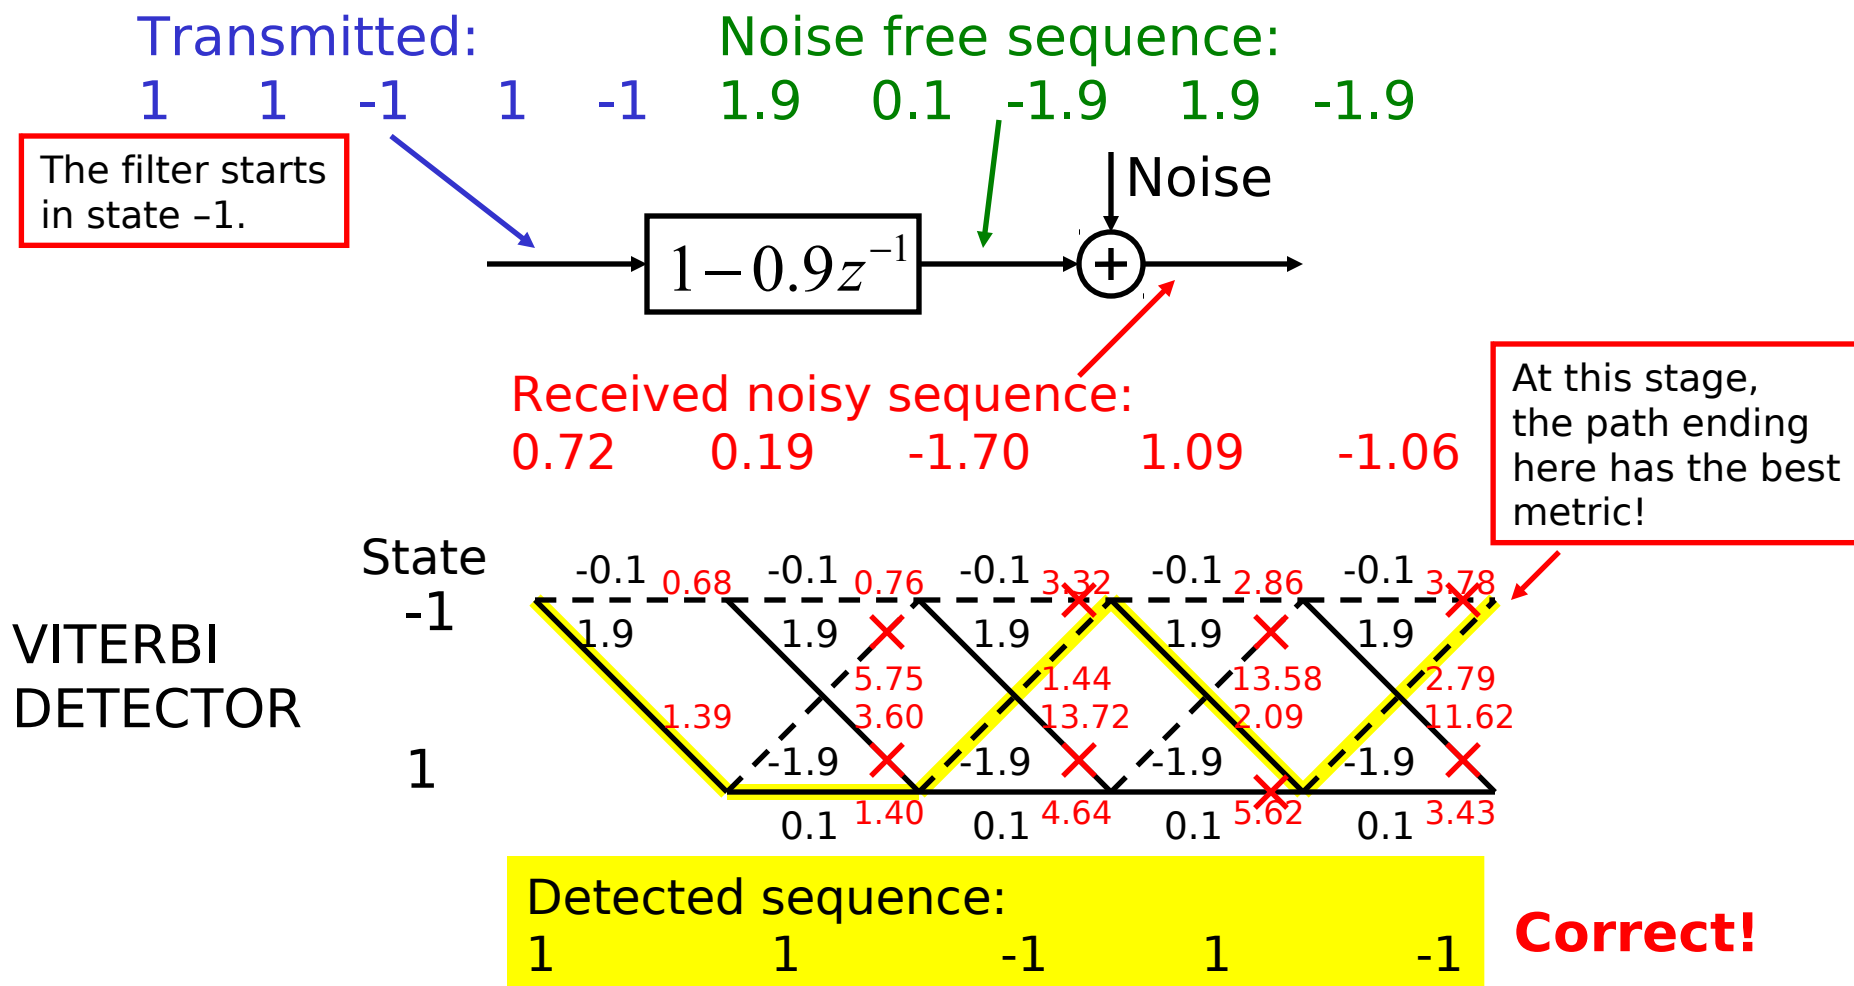 Transmitted: Noise free sequence:
1 1 -1 1 -1 1.9 0.1 -1.9 1.9 -1.9
The filter starts
in state –1.
Noise
1−0.9z⁻¹
+
Received noisy sequence:
0.72 0.19 -1.70 1.09 -1.06
At this stage,
the path ending
here has the best
metric!
State
-0.1 0.68 -0.1 0.76 -0.1 3.32 -0.1 2.86 -0.1 3.78
-1
1.9 1.9 1.9 1.9 1.9
VITERBI
DETECTOR
5.75 1.44 13.58 2.79
1.39 3.60 13.72 2.09 11.62
1
-1.9 -1.9 -1.9 -1.9
0.1 1.40 0.1 4.64 0.1 5.62 0.1 3.43
Detected sequence:
1 1 -1 1 -1
Correct!